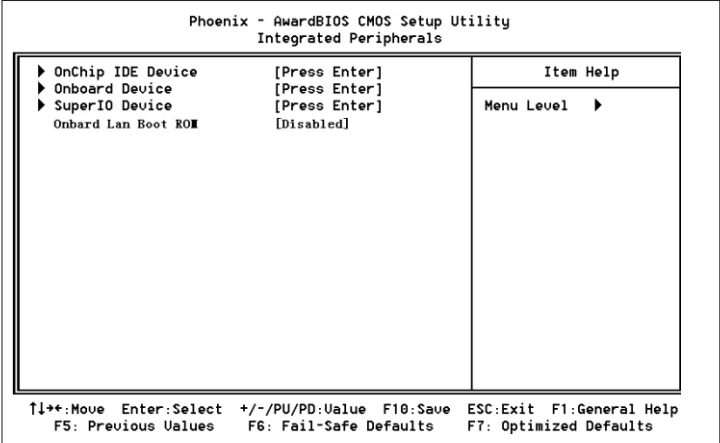 Phoenix - AwardBIOS CMOS Setup Utility
Integrated Peripherals
▶ OnChip IDE Device [Press Enter]
▶ Onboard Device [Press Enter]
▶ SuperIO Device [Press Enter]
Onbard Lan Boot ROM [Disabled]
Item Help
Menu Level ▶
↑↓→←:Move Enter:Select +/-/PU/PD:Value F10:Save ESC:Exit F1:General Help
F5: Previous Values F6: Fail-Safe Defaults F7: Optimized Defaults